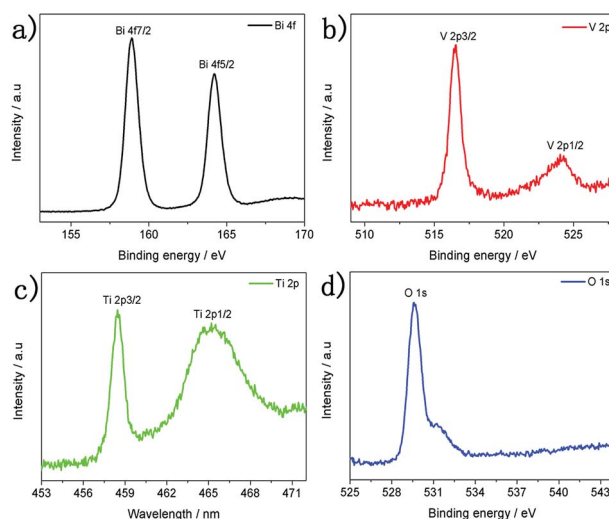 a)
Bi 4f
Bi 4f7/2
Bi 4f5/2
Intensity / a.u
155 160 165 170
Binding energy / eV
b)
V 2p
V 2p3/2
V 2p1/2
Intensity / a.u
510 515 520 525
Binding energy / eV
c)
Ti 2p
Ti 2p3/2
Ti 2p1/2
Intensity / a.u
453 456 459 462 465 468 471
Wavelength / nm
d)
O 1s
O 1s
Intensity / a.u
525 528 531 534 537 540 543
Binding energy / eV